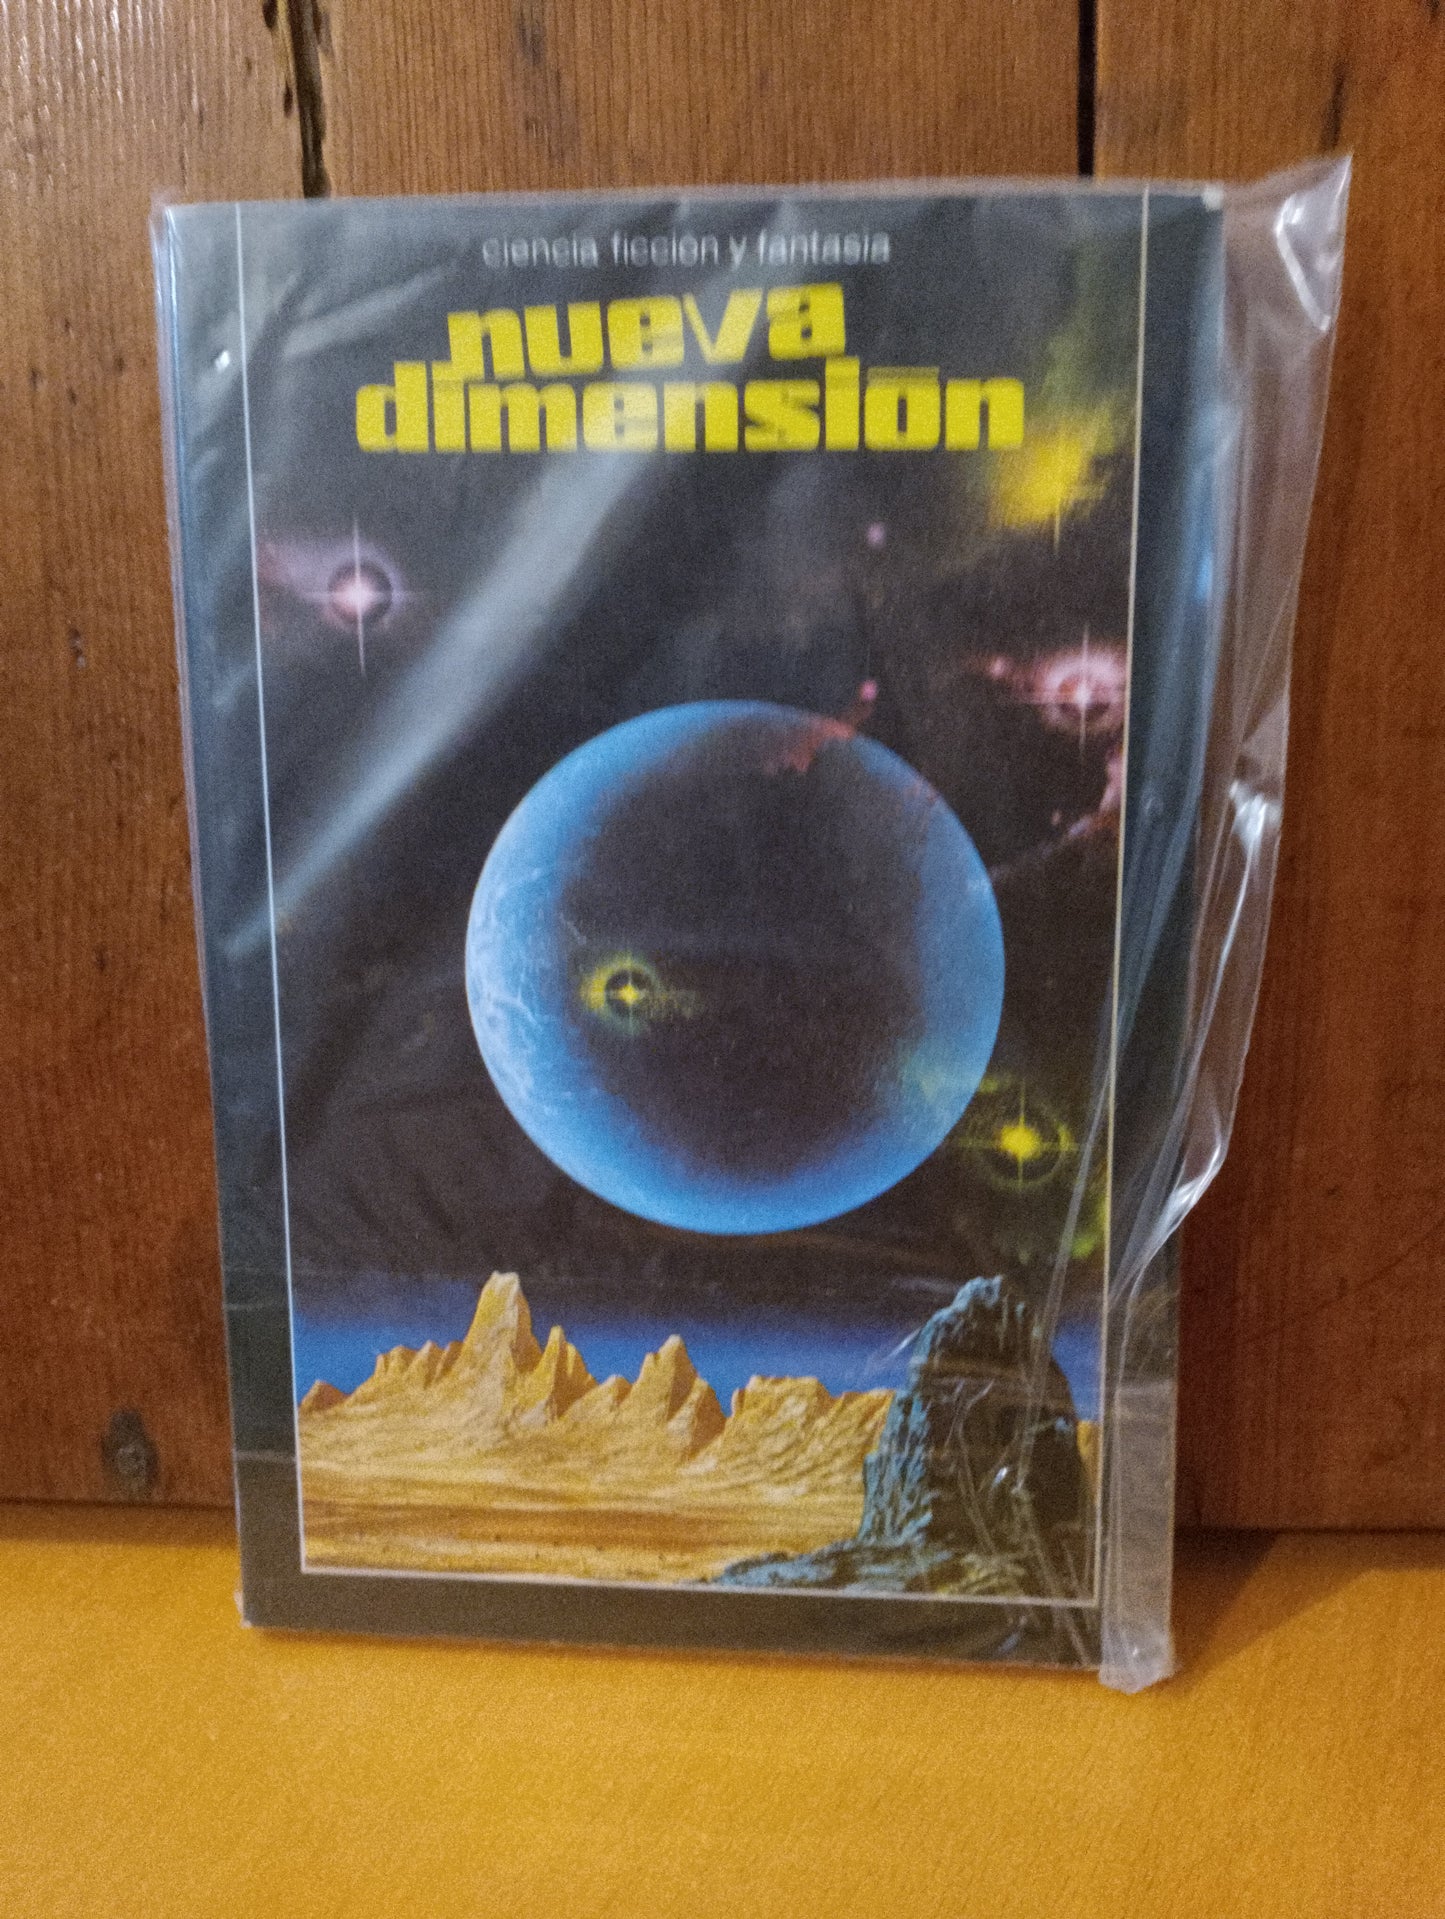 ciencia ficción y fantasía
nueva
dimensión